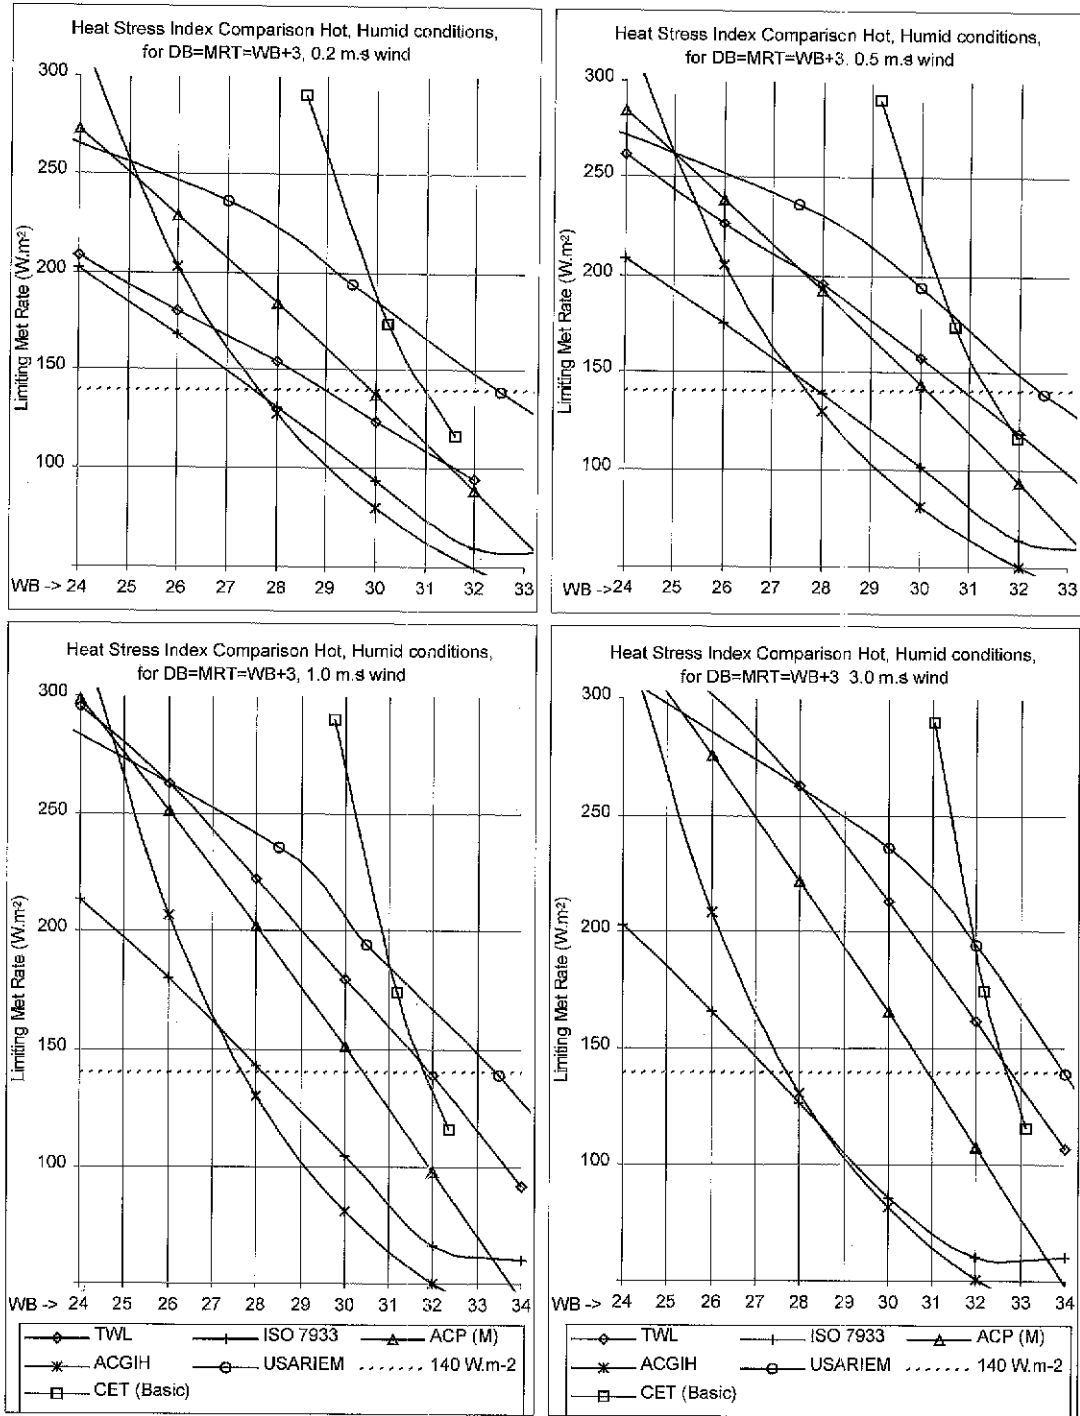 Heat Stress Index Comparison Hot, Humid conditions,
for DB=MRT=WB+3, 0.2 m.s wind
300
250
200
150
100
Limiting Met Rate (W.m-2)
WB -> 24 25 26 27 28 29 30 31 32 33
Heat Stress Index Comparison Hot, Humid conditions,
for DB=MRT=WB+3. 0.5 m.s wind
300
250
200
150
100
Limiting Met Rate (W.m-2)
WB -> 24 25 26 27 28 29 30 31 32 33
Heat Stress Index Comparison Hot, Humid conditions,
for DB=MRT=WB+3, 1.0 m.s wind
300
250
200
150
100
Limiting Met Rate (W.m-2)
WB -> 24 25 26 27 28 29 30 31 32 33 34
TWL ISO 7933 ACP (M)
ACGIH USARIEM 140 W.m-2
CET (Basic)
Heat Stress Index Comparison Hot, Humid conditions,
for DB=MRT=WB+3 3.0 m.s wind
300
250
200
150
100
Limiting Met Rate (W.m-2)
WB -> 24 25 26 27 28 29 30 31 32 33 34
TWL ISO 7933 ACP (M)
ACGIH USARIEM 140 W.m-2
CET (Basic)